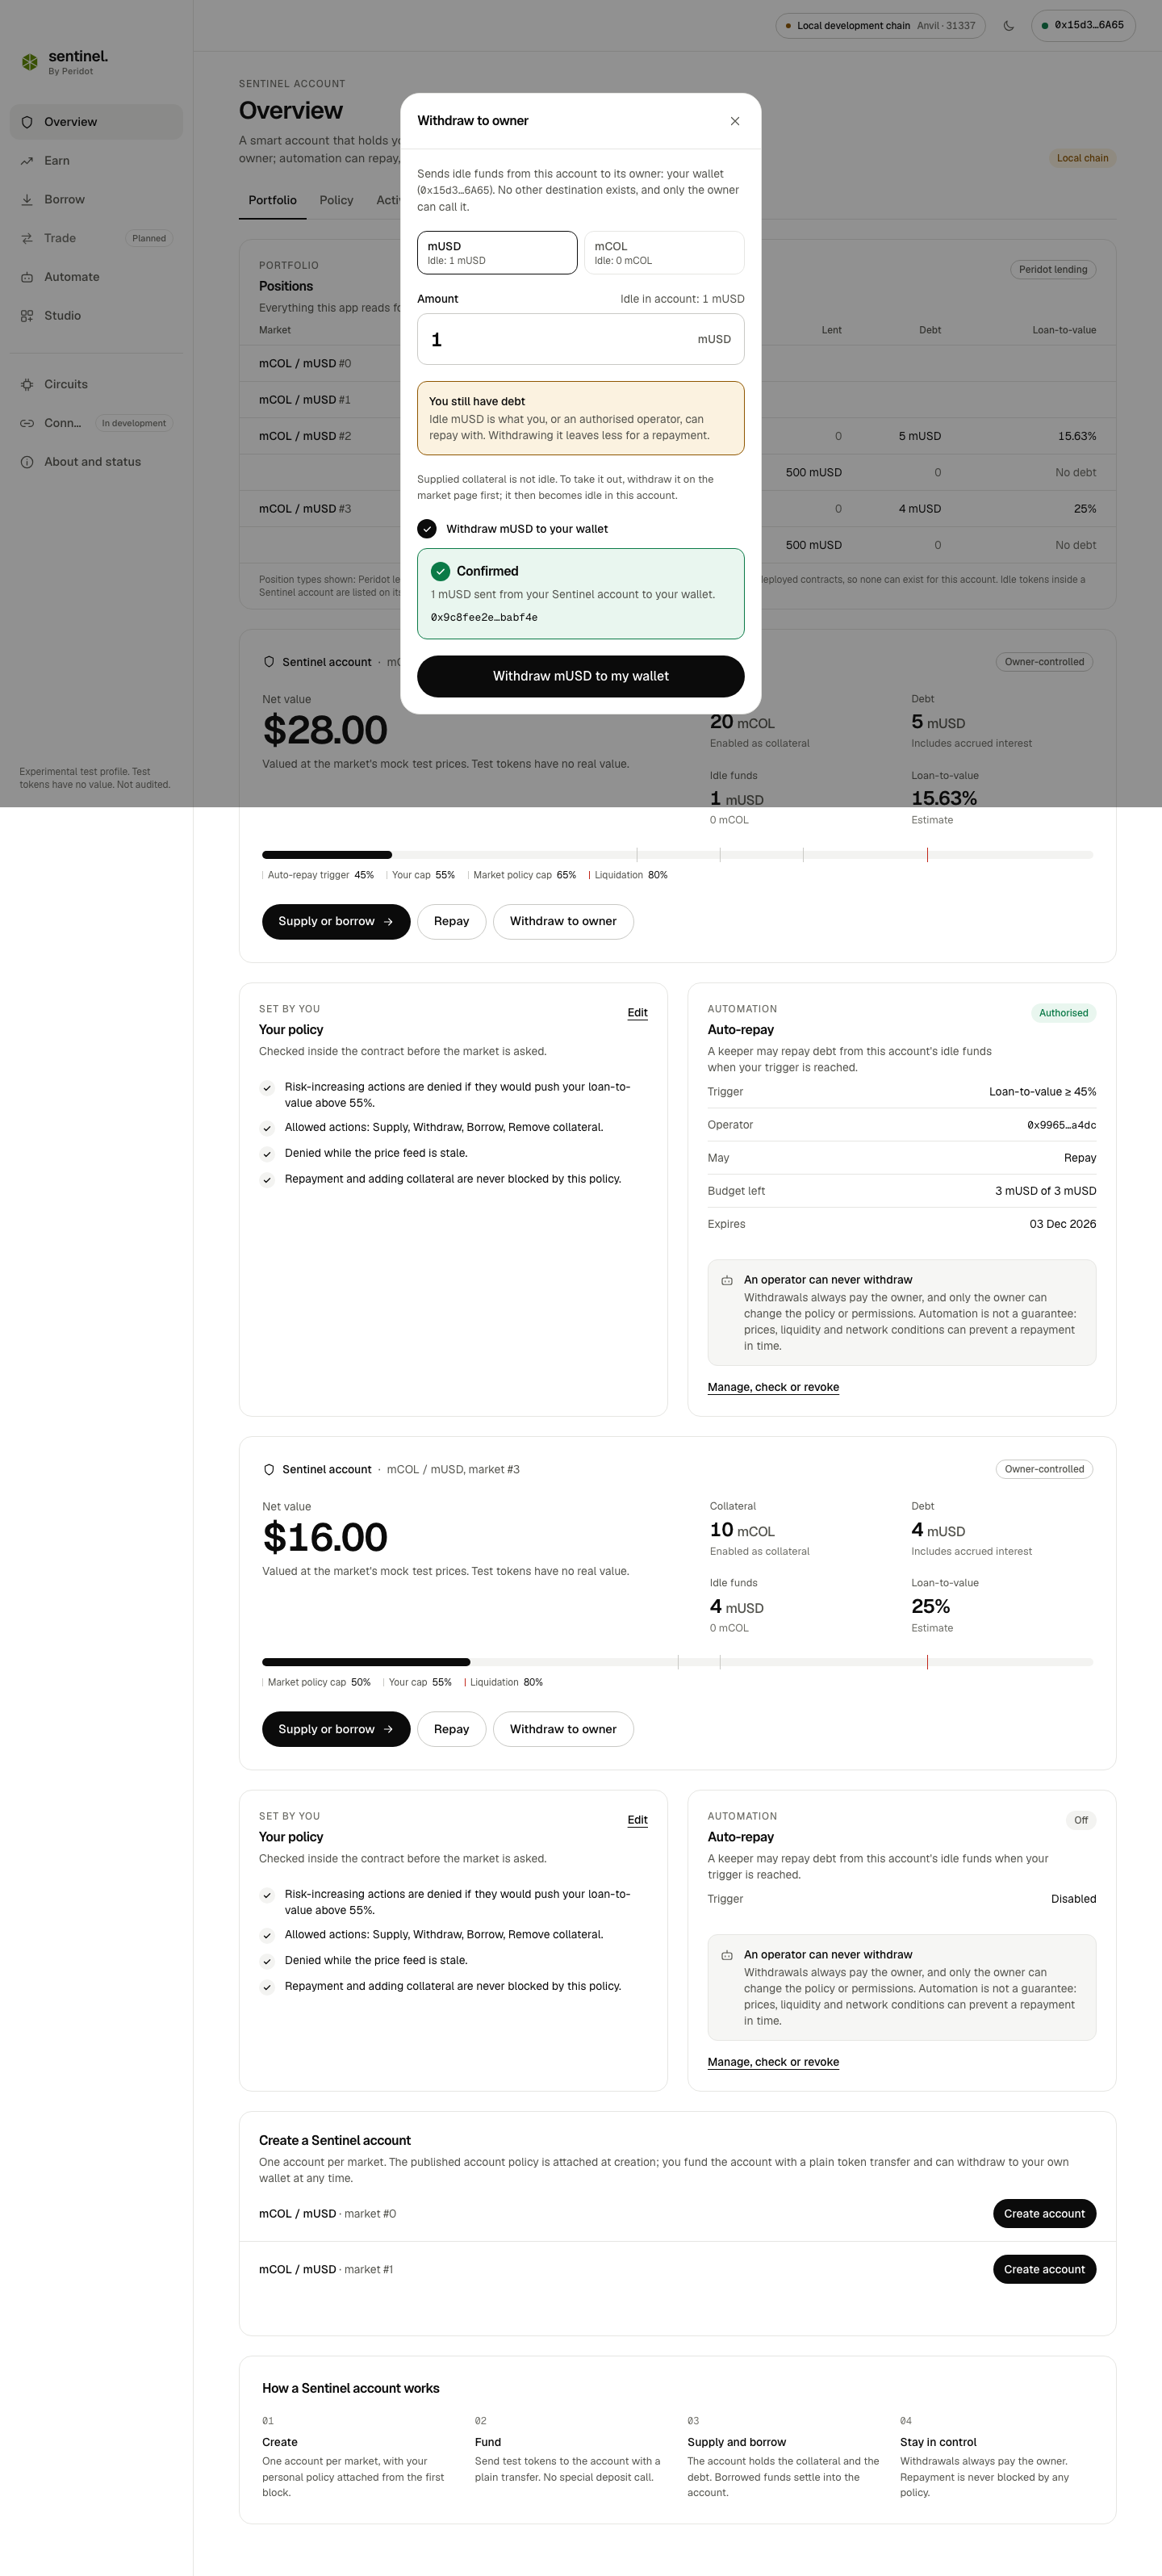 sentinel.
By Peridot
Overview
Earn
Borrow
Trade Planned
Automate
Studio
Circuits
Conn... In development
About and status
Experimental test profile. Test
tokens have no value. Not audited.
Local development chain Anvil · 31337
0x15d3…6A65
SENTINEL ACCOUNT
Overview
A smart account that holds yo
owner; automation can repay,
Local chain
Portfolio Policy Activ
PORTFOLIO
Positions
Everything this app reads fo
Peridot lending
Market Lent Debt Loan-to-value
mCOL / mUSD #0
mCOL / mUSD #1
mCOL / mUSD #2 0 5 mUSD 15.63%
500 mUSD 0 No debt
mCOL / mUSD #3 0 4 mUSD 25%
500 mUSD 0 No debt
Position types shown: Peridot le deployed contracts, so none can exist for this account. Idle tokens inside a
Sentinel account are listed on its
Withdraw to owner
Sends idle funds from this account to its owner: your wallet
(0x15d3…6A65). No other destination exists, and only the owner
can call it.
mUSD
Idle: 1 mUSD
mCOL
Idle: 0 mCOL
Amount Idle in account: 1 mUSD
1 mUSD
You still have debt
Idle mUSD is what you, or an authorised operator, can
repay with. Withdrawing it leaves less for a repayment.
Supplied collateral is not idle. To take it out, withdraw it on the
market page first; it then becomes idle in this account.
Withdraw mUSD to your wallet
Confirmed
1 mUSD sent from your Sentinel account to your wallet.
0x9c8fee2e…babf4e
Withdraw mUSD to my wallet
Sentinel account · mC
Owner-controlled
Net value
$28.00
Valued at the market's mock test prices. Test tokens have no real value.
20 mCOL
Enabled as collateral
Debt
5 mUSD
Includes accrued interest
Idle funds
1 mUSD
0 mCOL
Loan-to-value
15.63%
Estimate
Auto-repay trigger 45% Your cap 55% Market policy cap 65% Liquidation 80%
Supply or borrow → Repay Withdraw to owner
SET BY YOU
Your policy
Edit
Checked inside the contract before the market is asked.
Risk-increasing actions are denied if they would push your loan-to-
value above 55%.
Allowed actions: Supply, Withdraw, Borrow, Remove collateral.
Denied while the price feed is stale.
Repayment and adding collateral are never blocked by this policy.
AUTOMATION
Auto-repay
Authorised
A keeper may repay debt from this account's idle funds
when your trigger is reached.
Trigger Loan-to-value ≥ 45%
Operator 0x9965…a4dc
May Repay
Budget left 3 mUSD of 3 mUSD
Expires 03 Dec 2026
An operator can never withdraw
Withdrawals always pay the owner, and only the owner can
change the policy or permissions. Automation is not a guarantee:
prices, liquidity and network conditions can prevent a repayment
in time.
Manage, check or revoke
Sentinel account · mCOL / mUSD, market #3
Owner-controlled
Net value
$16.00
Valued at the market's mock test prices. Test tokens have no real value.
Collateral
10 mCOL
Enabled as collateral
Debt
4 mUSD
Includes accrued interest
Idle funds
4 mUSD
0 mCOL
Loan-to-value
25%
Estimate
Market policy cap 50% Your cap 55% Liquidation 80%
Supply or borrow → Repay Withdraw to owner
SET BY YOU
Your policy
Edit
Checked inside the contract before the market is asked.
Risk-increasing actions are denied if they would push your loan-to-
value above 55%.
Allowed actions: Supply, Withdraw, Borrow, Remove collateral.
Denied while the price feed is stale.
Repayment and adding collateral are never blocked by this policy.
AUTOMATION
Auto-repay
Off
A keeper may repay debt from this account's idle funds when your
trigger is reached.
Trigger Disabled
An operator can never withdraw
Withdrawals always pay the owner, and only the owner can
change the policy or permissions. Automation is not a guarantee:
prices, liquidity and network conditions can prevent a repayment
in time.
Manage, check or revoke
Create a Sentinel account
One account per market. The published account policy is attached at creation; you fund the account with a plain token transfer and can withdraw to your own
wallet at any time.
mCOL / mUSD · market #0 Create account
mCOL / mUSD · market #1 Create account
How a Sentinel account works
01
Create
One account per market, with your
personal policy attached from the first
block.
02
Fund
Send test tokens to the account with a
plain transfer. No special deposit call.
03
Supply and borrow
The account holds the collateral and the
debt. Borrowed funds settle into the
account.
04
Stay in control
Withdrawals always pay the owner.
Repayment is never blocked by any
policy.